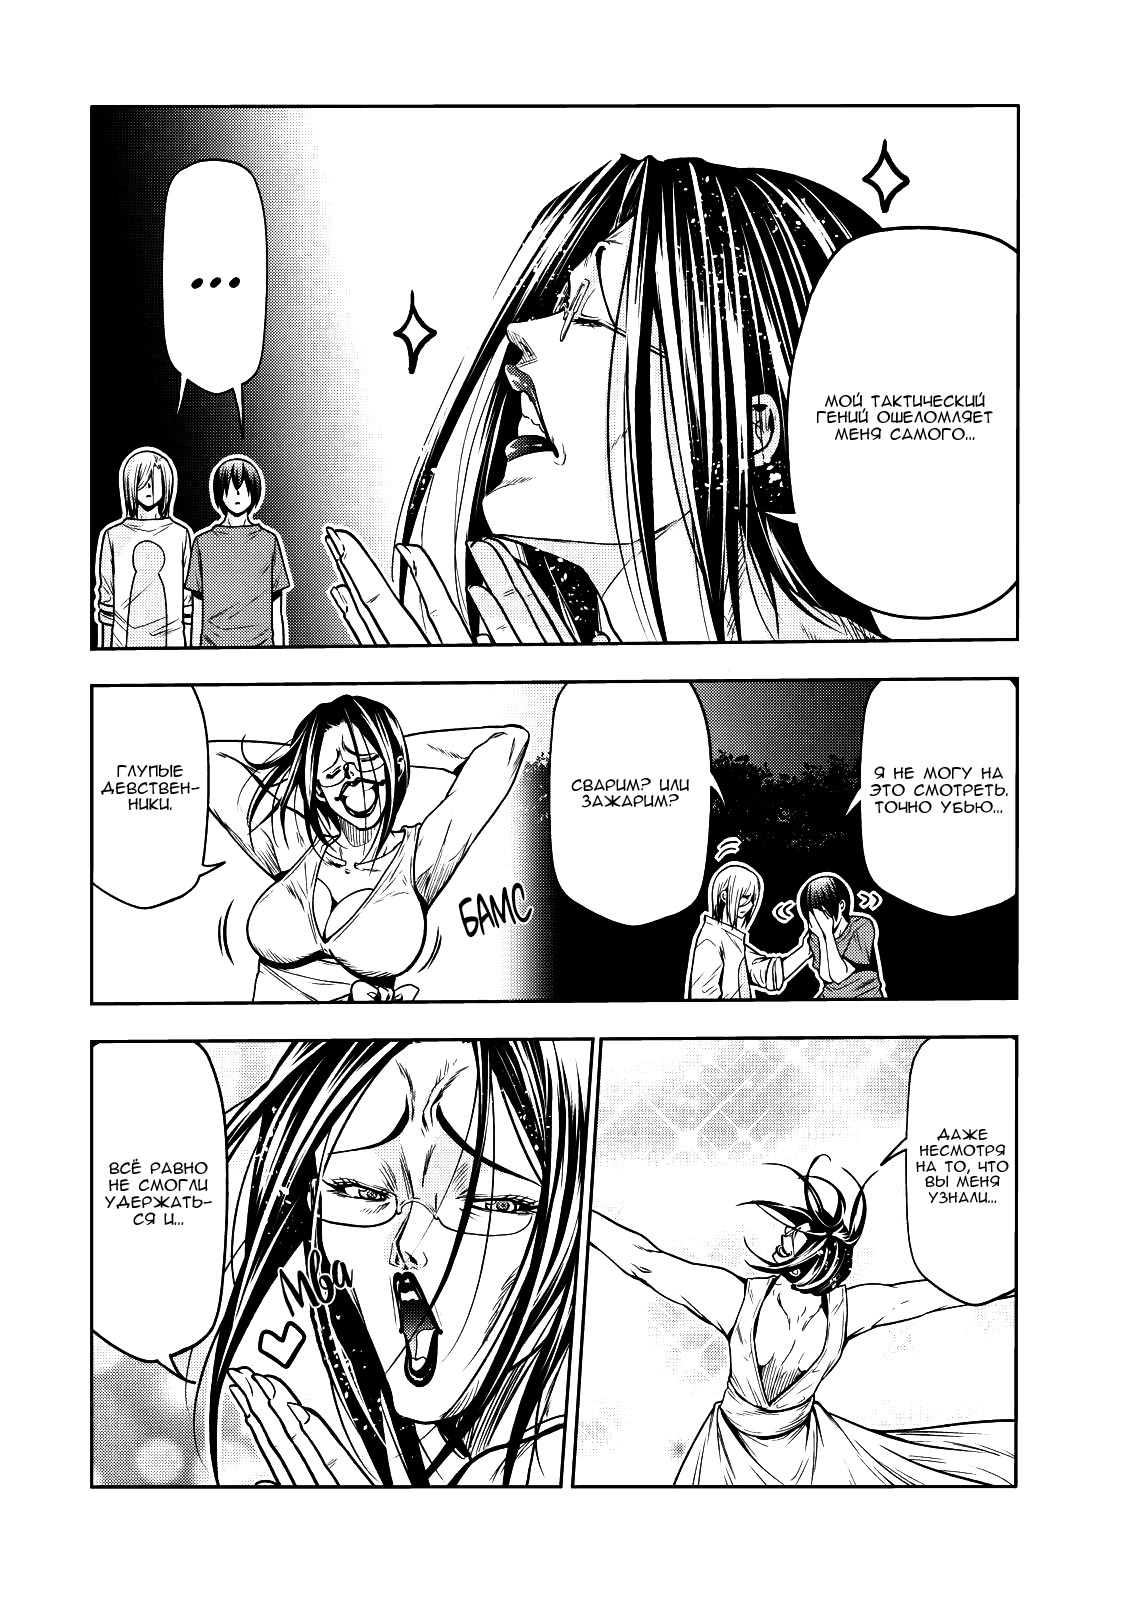 МОЙ ТАКТИЧЕСКИЙ
ГЕНИЙ ОШЕЛОМЛЯЕТ
МЕНЯ САМОГО...
...
Я НЕ МОГУ НА
ЭТО СМОТРЕТЬ.
ТОЧНО УБЬЮ...
СВАРИМ? ИЛИ
ЗАЖАРИМ?
БАМС
ГЛУПЫЕ
ДЕВСТВЕН-
НИКИ.
ДАЖЕ
НЕСМОТРЯ
НА ТО, ЧТО
ВЫ МЕНЯ
УЗНАЛИ...
ВСЁ РАВНО
НЕ СМОГЛИ
УДЕРЖАТЬ-
СЯ И...
Мва